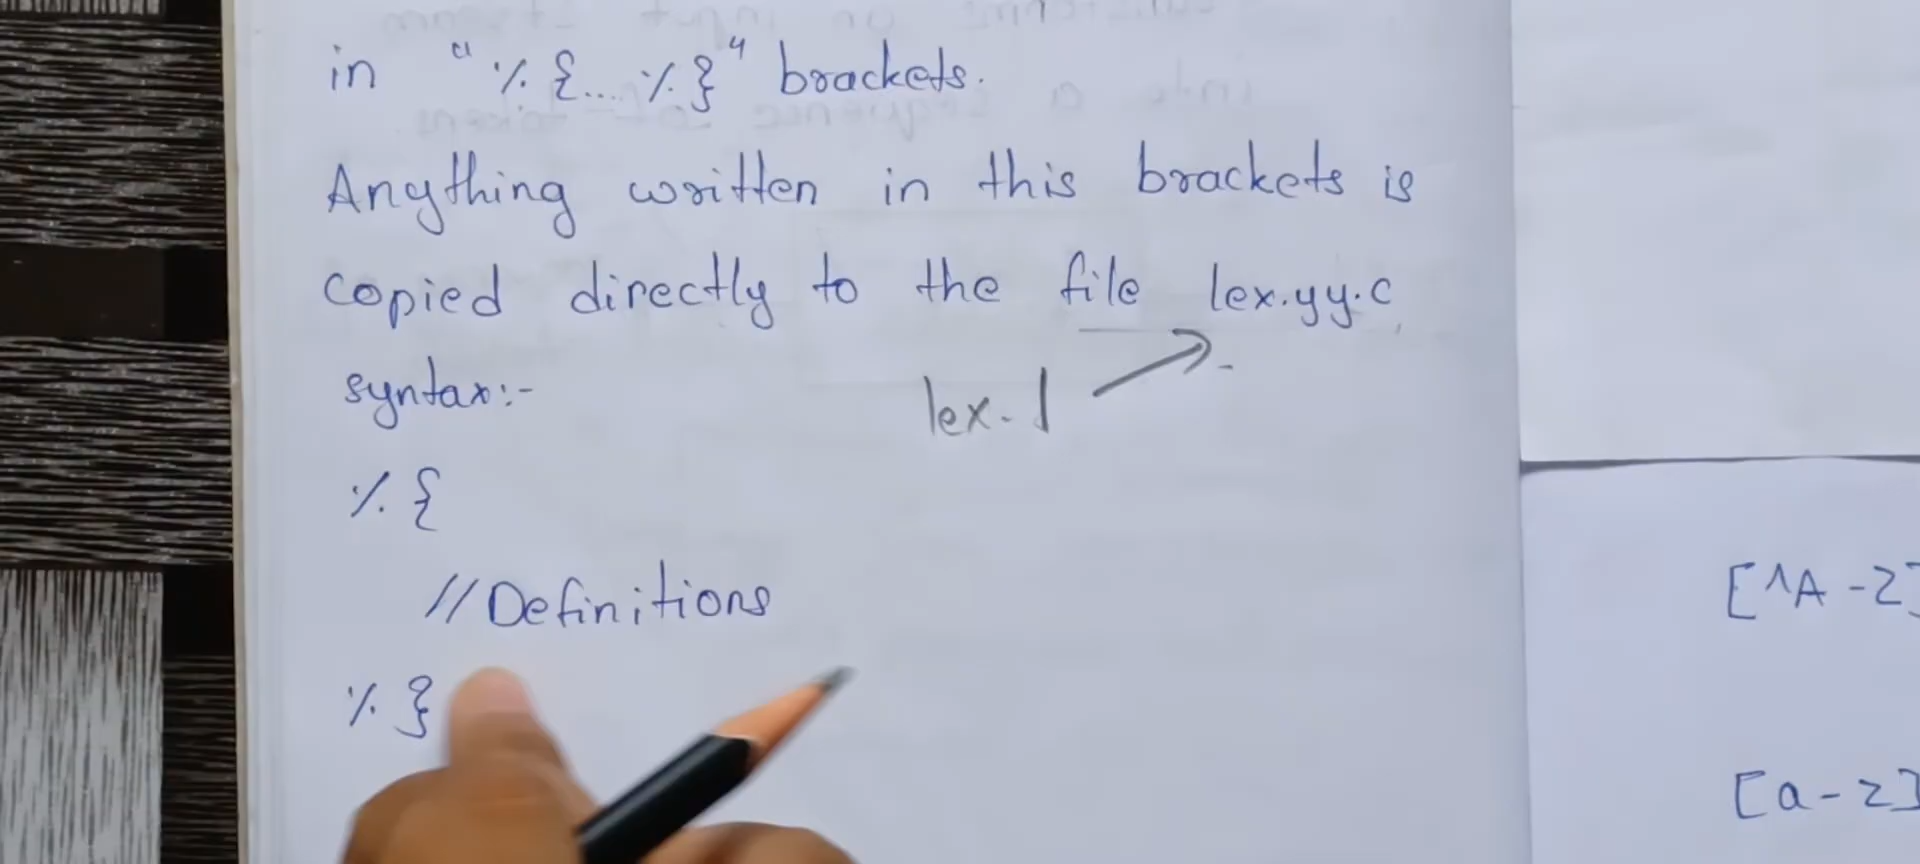 in "%{....%}" brackets.
Anything written in this brackets is
copied directly to the file lex.yy.c
syntax:-
lex.l
%{
//Definitions
%}
[^A-Z]
[a-z]